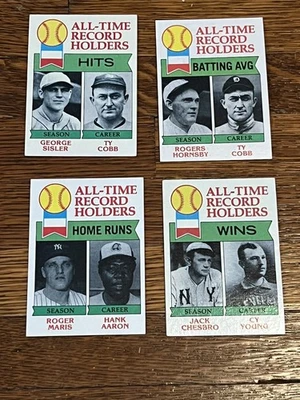 ALL-TIME
RECORD
HOLDERS
HITS
SEASON CAREER
GEORGE SISLER
TY COBB
ALL-TIME
RECORD
HOLDERS
BATTING AVG
SEASON CAREER
ROGERS HORNSBY
TY COBB
ALL-TIME
RECORD
HOLDERS
HOME RUNS
SEASON CAREER
ROGER MARIS
HANK AARON
ALL-TIME
RECORD
HOLDERS
WINS
NY
SEASON CAREER
JACK CHESBRO
CY YOUNG